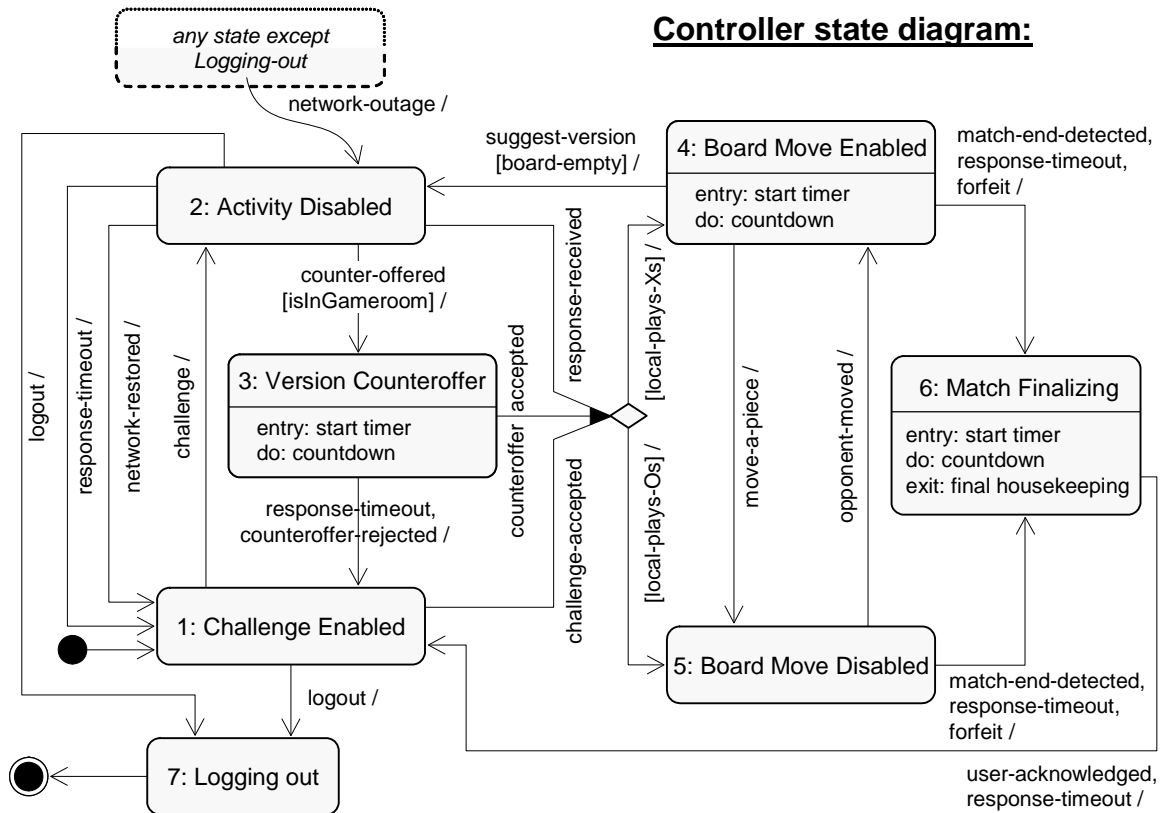 Controller state diagram:
any state except
Logging-out
network-outage /
suggest-version
[board-empty] /
4: Board Move Enabled
entry: start timer
do: countdown
match-end-detected,
response-timeout,
forfeit /
2: Activity Disabled
counter-offered
[isInGameroom] /
response-received
[local-plays-Xs] /
logout /
response-timeout /
network-restored /
challenge /
3: Version Counteroffer
entry: start timer
do: countdown
counteroffer accepted
move-a-piece /
opponent-moved /
6: Match Finalizing
entry: start timer
do: countdown
exit: final housekeeping
response-timeout,
counteroffer-rejected /
challenge-accepted
[local-plays-Os] /
1: Challenge Enabled
5: Board Move Disabled
match-end-detected,
response-timeout,
forfeit /
logout /
7: Logging out
user-acknowledged,
response-timeout /